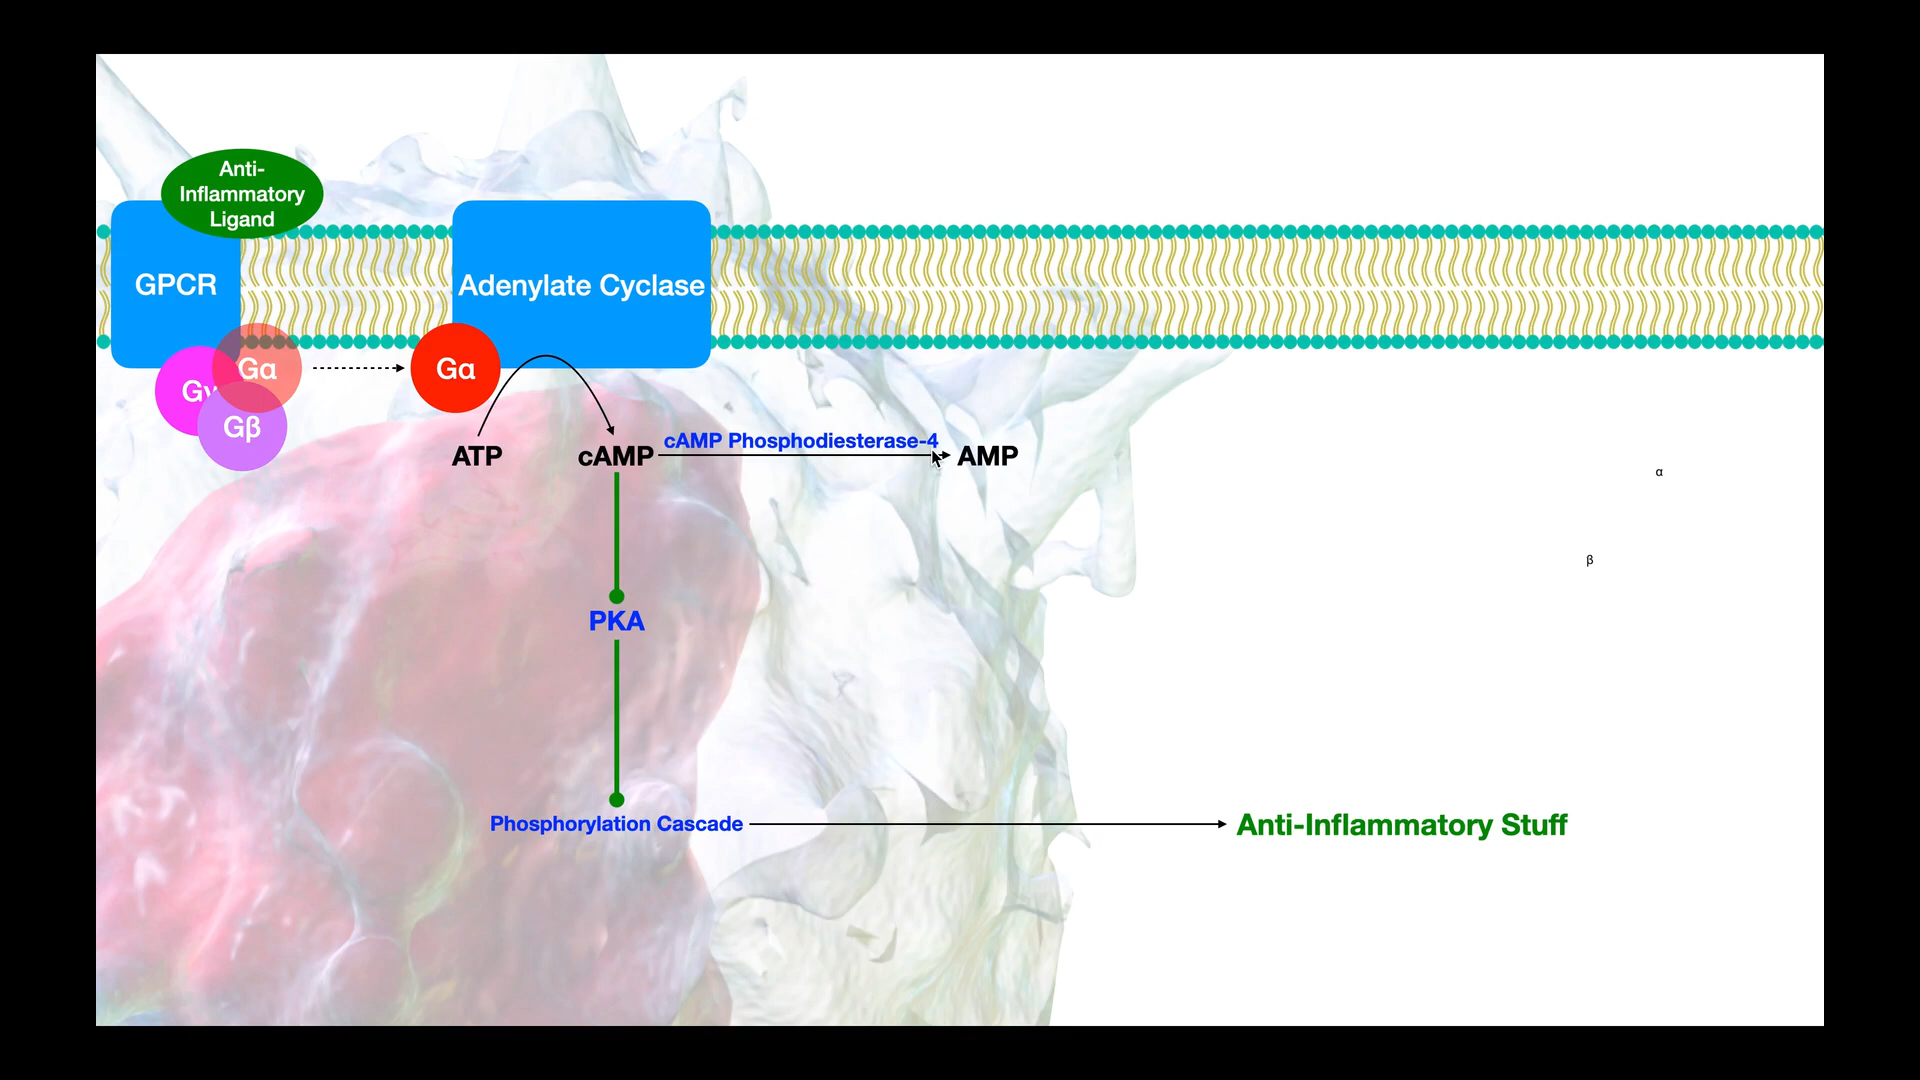 Anti-
Inflammatory
Ligand
GPCR
Adenylate Cyclase
Gα
Gα
Gγ
Gβ
cAMP Phosphodiesterase-4
ATP
cAMP
AMP
α
β
PKA
Phosphorylation Cascade
Anti-Inflammatory Stuff